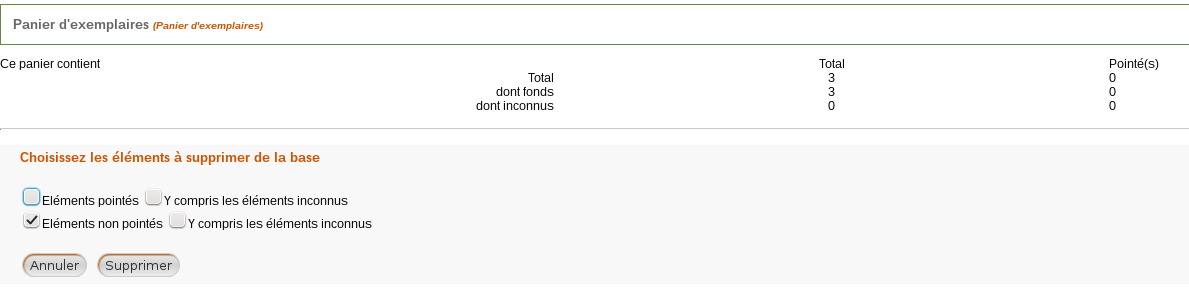 Panier d'exemplaires (Panier d'exemplaires)
Ce panier contient Total Pointé(s)
Total 3 0
dont fonds 3 0
dont inconnus 0 0
Choisissez les éléments à supprimer de la base
Eléments pointés Y compris les éléments inconnus
Eléments non pointés Y compris les éléments inconnus
Annuler Supprimer